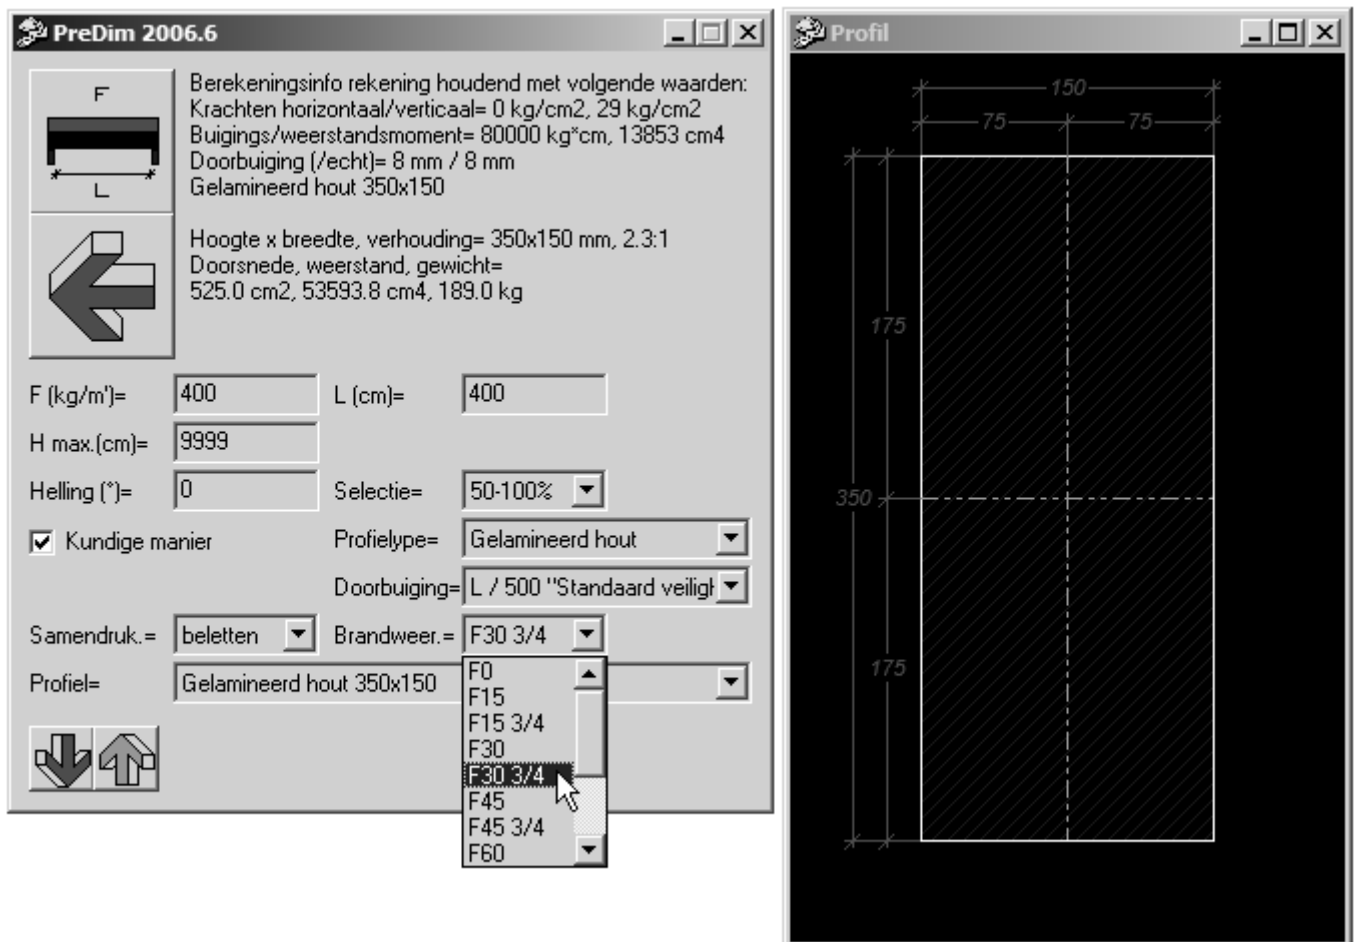 PreDim 2006.6
F
L
Berekeningsinfo rekening houdend met volgende waarden:
Krachten horizontaal/verticaal= 0 kg/cm2, 29 kg/cm2
Buigings/weerstandsmoment= 80000 kg*cm, 13853 cm4
Doorbuiging (/echt)= 8 mm / 8 mm
Gelamineerd hout 350x150
Hoogte x breedte, verhouding= 350x150 mm, 2.3:1
Doorsnede, weerstand, gewicht=
525.0 cm2, 53593.8 cm4, 189.0 kg
F (kg/m')= 400 L (cm)= 400
H max.(cm)= 9999
Helling (°)= 0 Selectie= 50-100%
Kundige manier Profielype= Gelamineerd hout
Doorbuiging= L / 500 "Standaard veiligh
Samendruk.= beletten Brandweer.= F30 3/4
Profiel= Gelamineerd hout 350x150
F0
F15
F15 3/4
F30
F30 3/4
F45
F45 3/4
F60
Profil
150
75 75
175
350
175